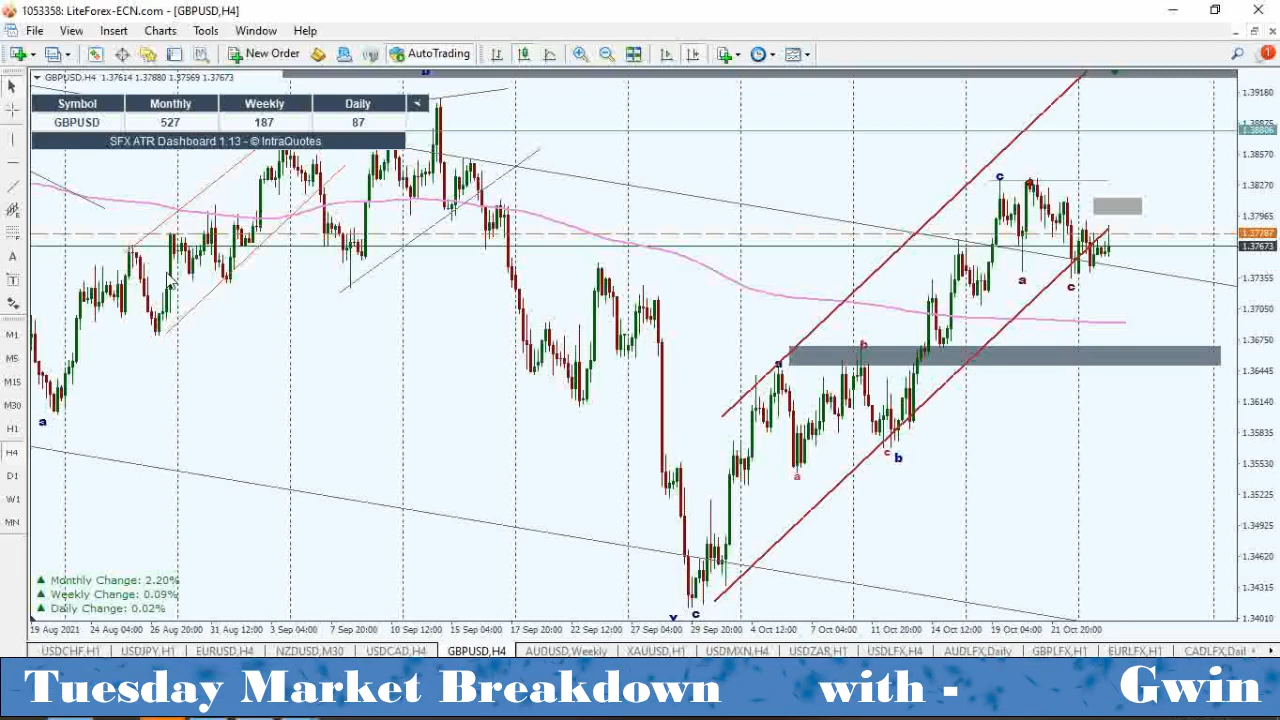 1053358: LiteForex-ECN.com - [GBPUSD,H4]
File View Insert Charts Tools Window Help
New Order AutoTrading 1
GBPUSD.H4 1.37614 1.37880 1.37569 1.37673
Symbol Monthly Weekly Daily
GBPUSD 527 187 87
SFX ATR Dashboard 1.13 - © IntraQuotes
1.39180
1.38806
1.38570
1.38270
1.37965
1.37787
1.37673
1.37355
1.37050
1.36750
1.36445
1.36140
1.35835
1.35530
1.35225
1.34925
1.34620
1.34315
1.34010
M1
M5
M15
M30
H1
H4
D1
W1
MN
c
a
c
a
b
a
a
c
b
c
Monthly Change: 2.20%
Weekly Change: 0.09%
Daily Change: 0.02%
19 Aug 2021 24 Aug 04:00 26 Aug 20:00 31 Aug 12:00 3 Sep 04:00 7 Sep 20:00 10 Sep 12:00 15 Sep 04:00 17 Sep 20:00 22 Sep 12:00 27 Sep 04:00 29 Sep 20:00 4 Oct 12:00 7 Oct 04:00 11 Oct 20:00 14 Oct 12:00 19 Oct 04:00 21 Oct 20:00
USDCHF,H1 USDJPY,H1 EURUSD,H4 NZDUSD,M30 USDCAD,H4 GBPUSD,H4 AUDUSD,Weekly XAUUSD,H1 USDMXN,H4 USDZAR,H1 USDLFX,H4 AUDLFX,Daily GBPLFX,H1 EURLFX,H1 CADLFX,Dail
Tuesday Market Breakdown with - Gwin